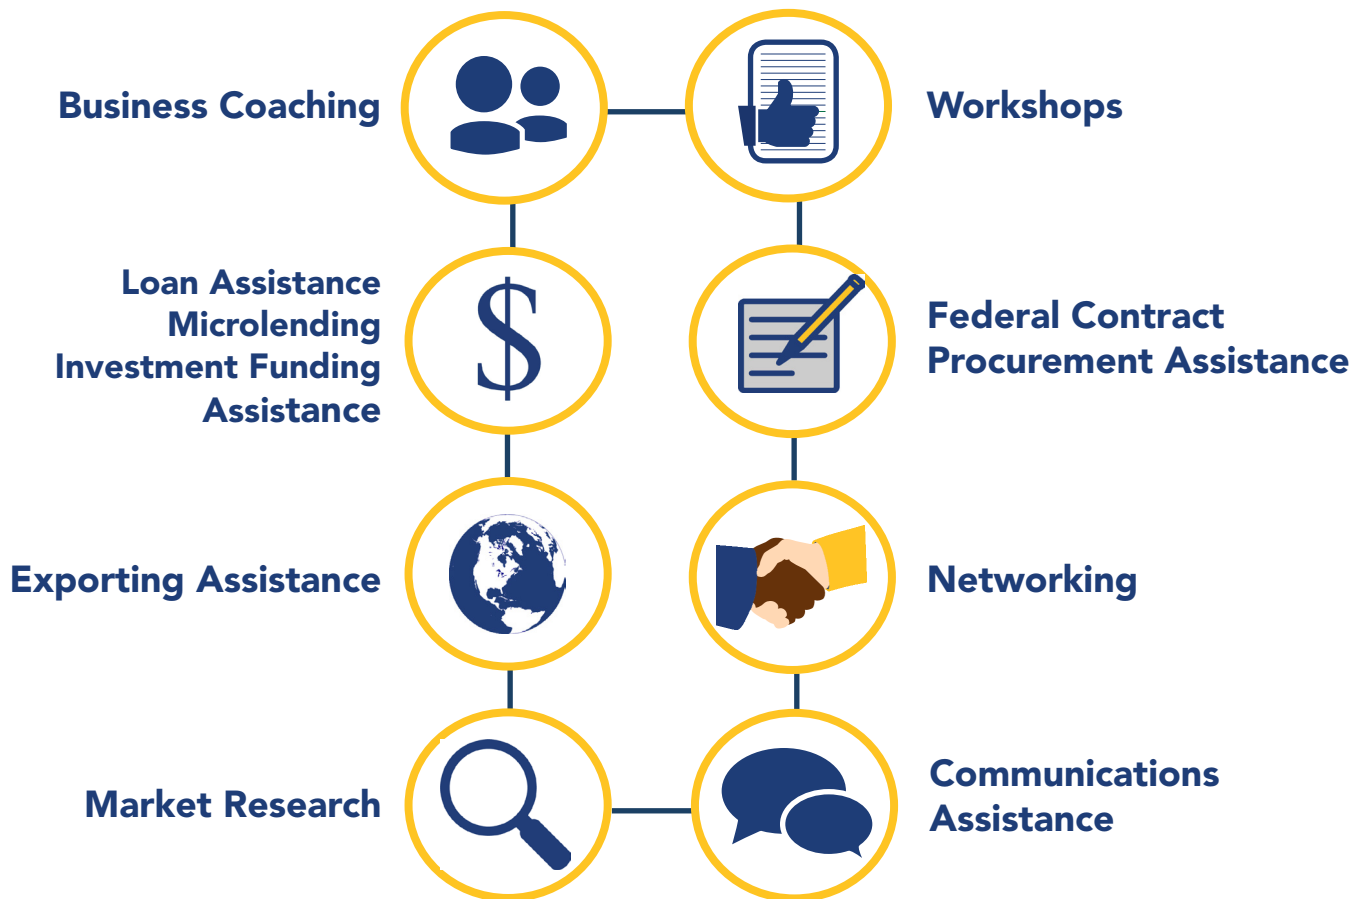 Business Coaching
Workshops
Loan Assistance
Microlending
Investment Funding
Assistance
$
Federal Contract
Procurement Assistance
Exporting Assistance
Networking
Market Research
Communications
Assistance